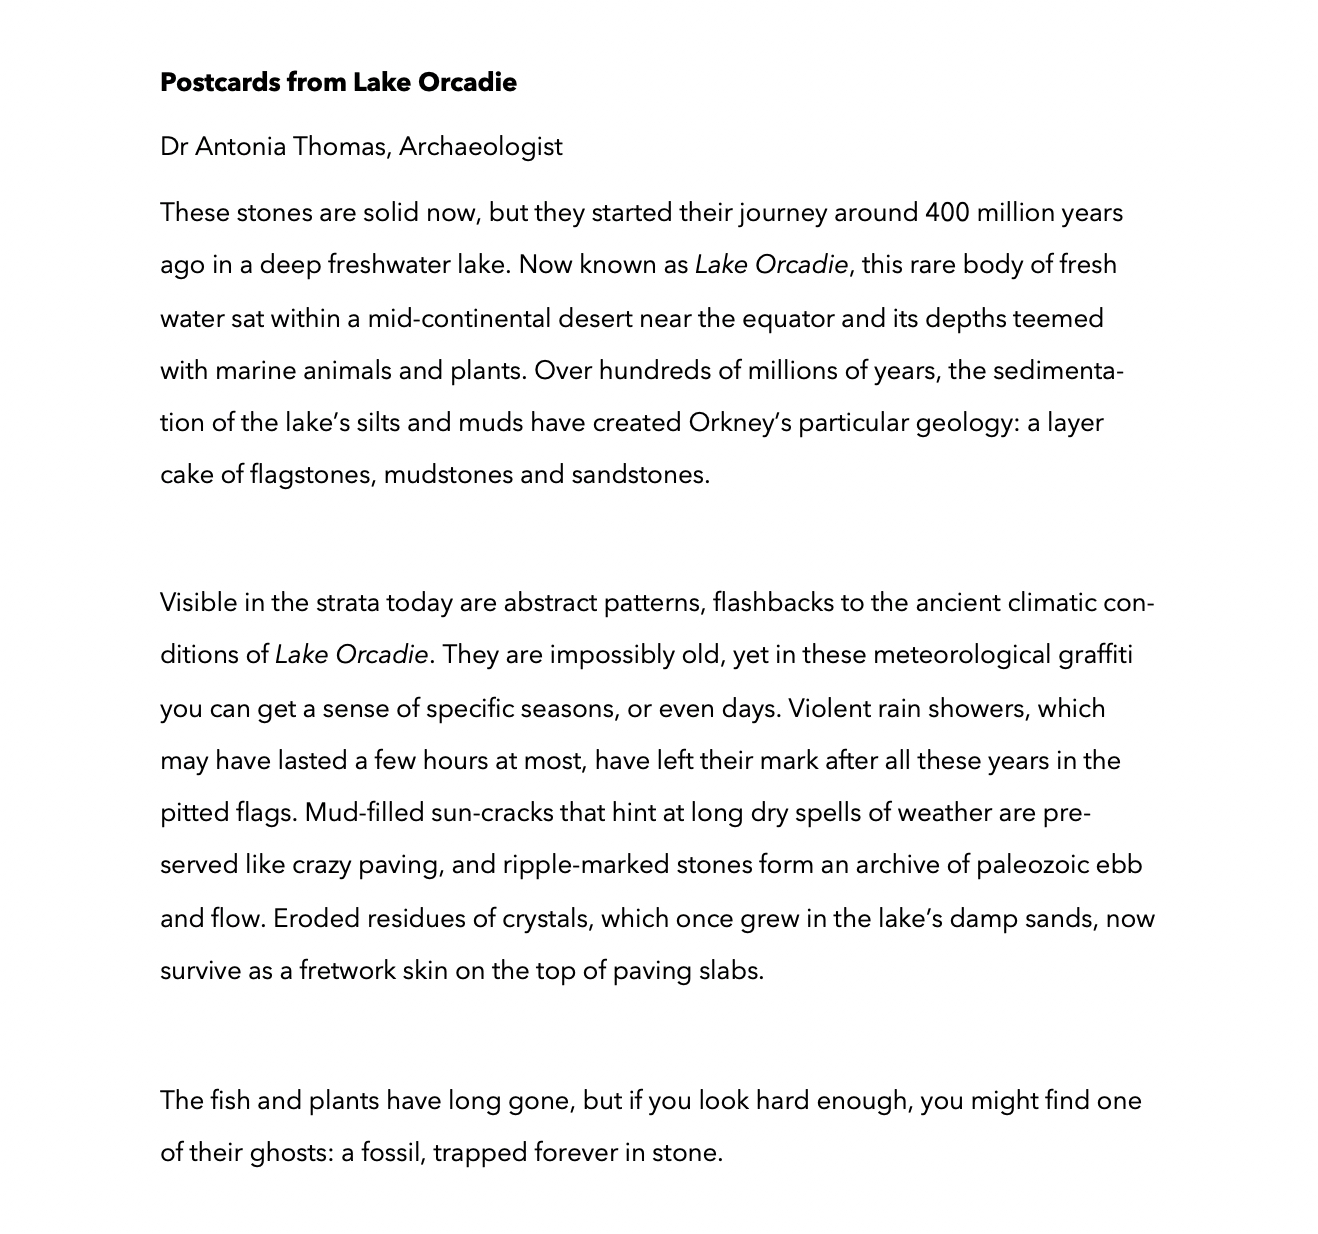 Postcards from Lake Orcadie
Dr Antonia Thomas, Archaeologist
These stones are solid now, but they started their journey around 400 million years
ago in a deep freshwater lake. Now known as Lake Orcadie, this rare body of fresh
water sat within a mid-continental desert near the equator and its depths teemed
with marine animals and plants. Over hundreds of millions of years, the sedimenta-
tion of the lake’s silts and muds have created Orkney’s particular geology: a layer
cake of flagstones, mudstones and sandstones.
Visible in the strata today are abstract patterns, flashbacks to the ancient climatic con-
ditions of Lake Orcadie. They are impossibly old, yet in these meteorological graffiti
you can get a sense of specific seasons, or even days. Violent rain showers, which
may have lasted a few hours at most, have left their mark after all these years in the
pitted flags. Mud-filled sun-cracks that hint at long dry spells of weather are pre-
served like crazy paving, and ripple-marked stones form an archive of paleozoic ebb
and flow. Eroded residues of crystals, which once grew in the lake’s damp sands, now
survive as a fretwork skin on the top of paving slabs.
The fish and plants have long gone, but if you look hard enough, you might find one
of their ghosts: a fossil, trapped forever in stone.